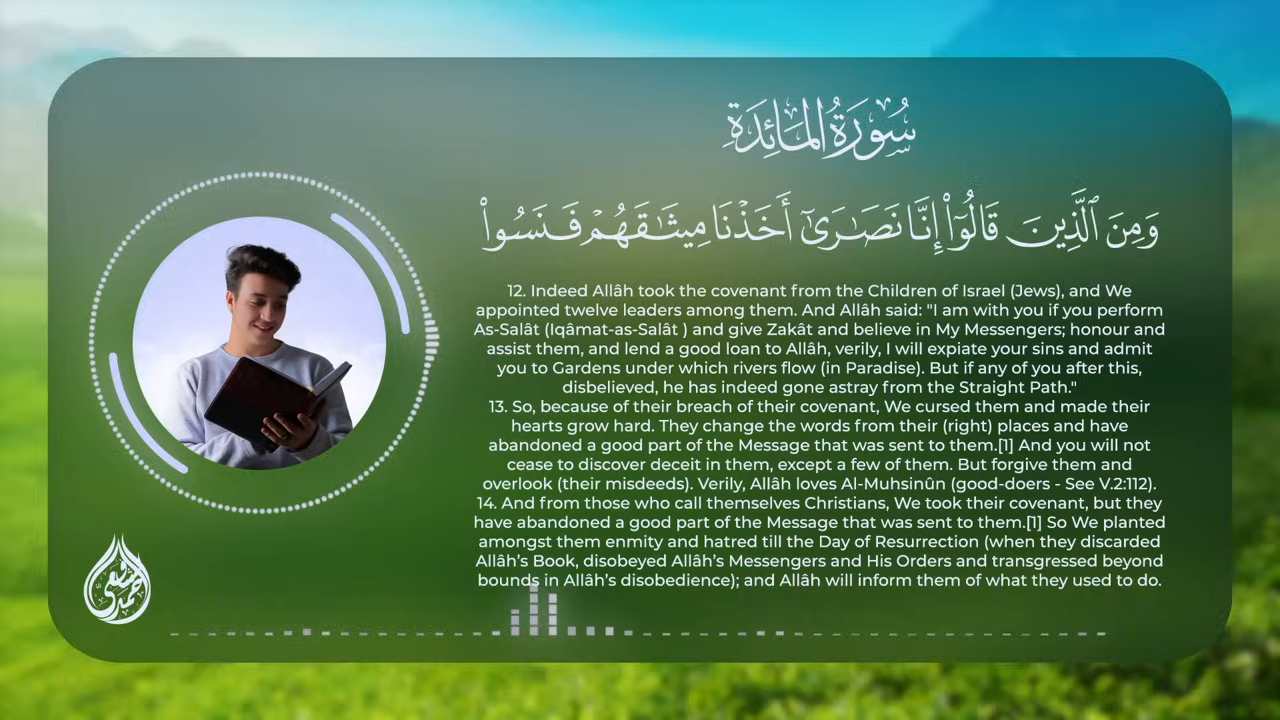 سُورَةُ المَائِدَةِ
وَمِنَ ٱلَّذِينَ قَالُوٓا۟ إِنَّا نَصَـٰرَىٰٓ أَخَذْنَا مِيثَـٰقَهُمْ فَنَسُوا۟
12. Indeed Allâh took the covenant from the Children of Israel (Jews), and We
appointed twelve leaders among them. And Allâh said: "I am with you if you perform
As-Salât (Iqâmat-as-Salât ) and give Zakât and believe in My Messengers; honour and
assist them, and lend a good loan to Allâh, verily, I will expiate your sins and admit
you to Gardens under which rivers flow (in Paradise). But if any of you after this,
disbelieved, he has indeed gone astray from the Straight Path."
13. So, because of their breach of their covenant, We cursed them and made their
hearts grow hard. They change the words from their (right) places and have
abandoned a good part of the Message that was sent to them.[1] And you will not
cease to discover deceit in them, except a few of them. But forgive them and
overlook (their misdeeds). Verily, Allâh loves Al-Muhsinûn (good-doers - See V.2:112).
14. And from those who call themselves Christians, We took their covenant, but they
have abandoned a good part of the Message that was sent to them.[1] So We planted
amongst them enmity and hatred till the Day of Resurrection (when they discarded
Allâh’s Book, disobeyed Allâh’s Messengers and His Orders and transgressed beyond
bounds in Allâh’s disobedience); and Allâh will inform them of what they used to do.